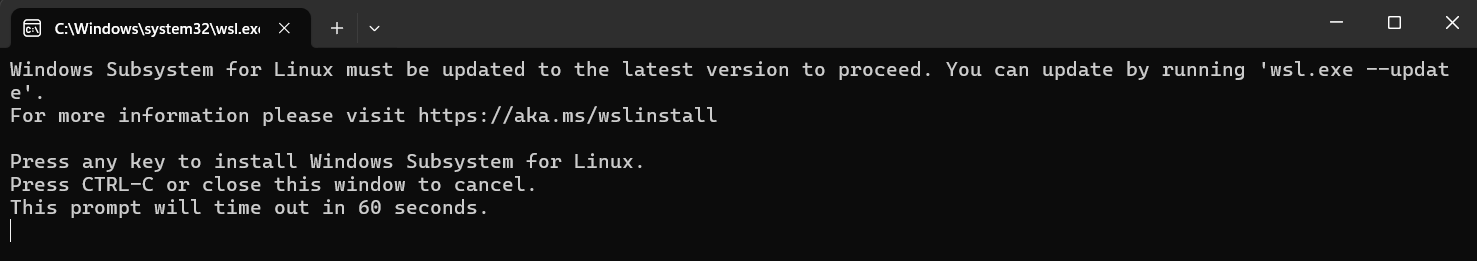 C:\Windows\system32\wsl.exe
Windows Subsystem for Linux must be updated to the latest version to proceed. You can update by running 'wsl.exe --updat
e'.
For more information please visit https://aka.ms/wslinstall
Press any key to install Windows Subsystem for Linux.
Press CTRL-C or close this window to cancel.
This prompt will time out in 60 seconds.